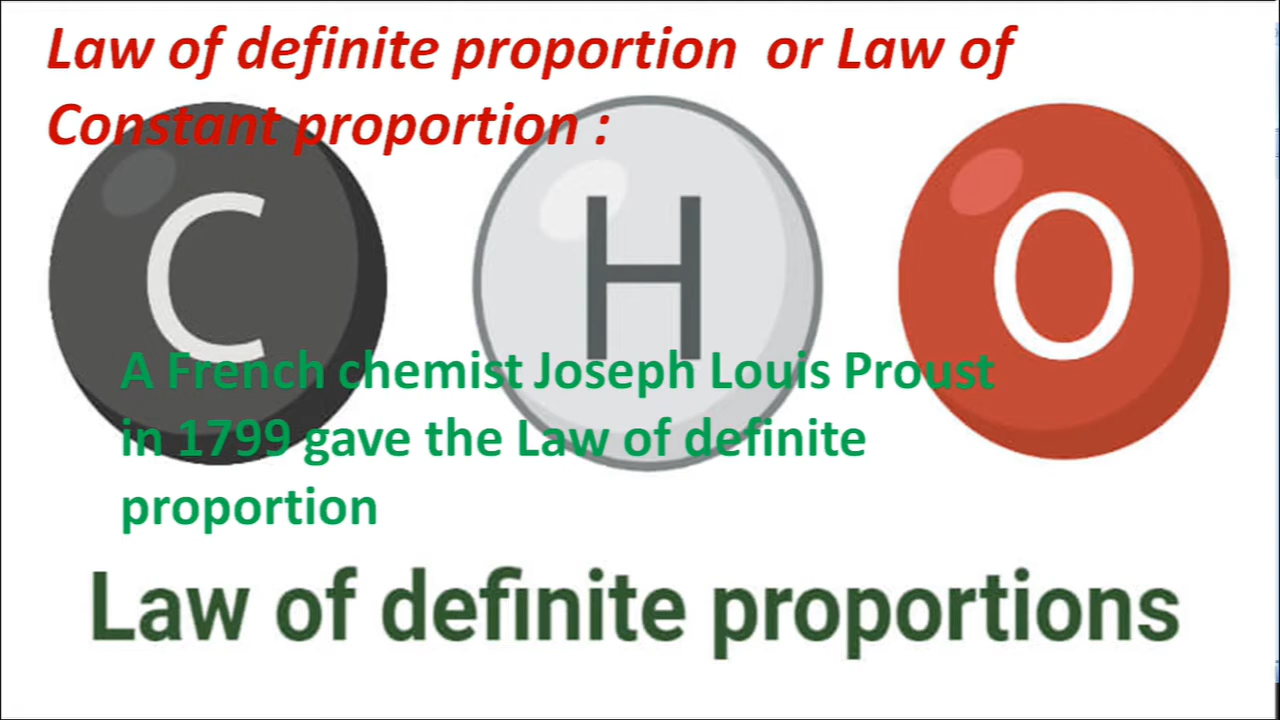 Law of definite proportion or Law of
Constant proportion :
C H O
A French chemist Joseph Louis Proust
in 1799 gave the Law of definite
proportion
Law of definite proportions